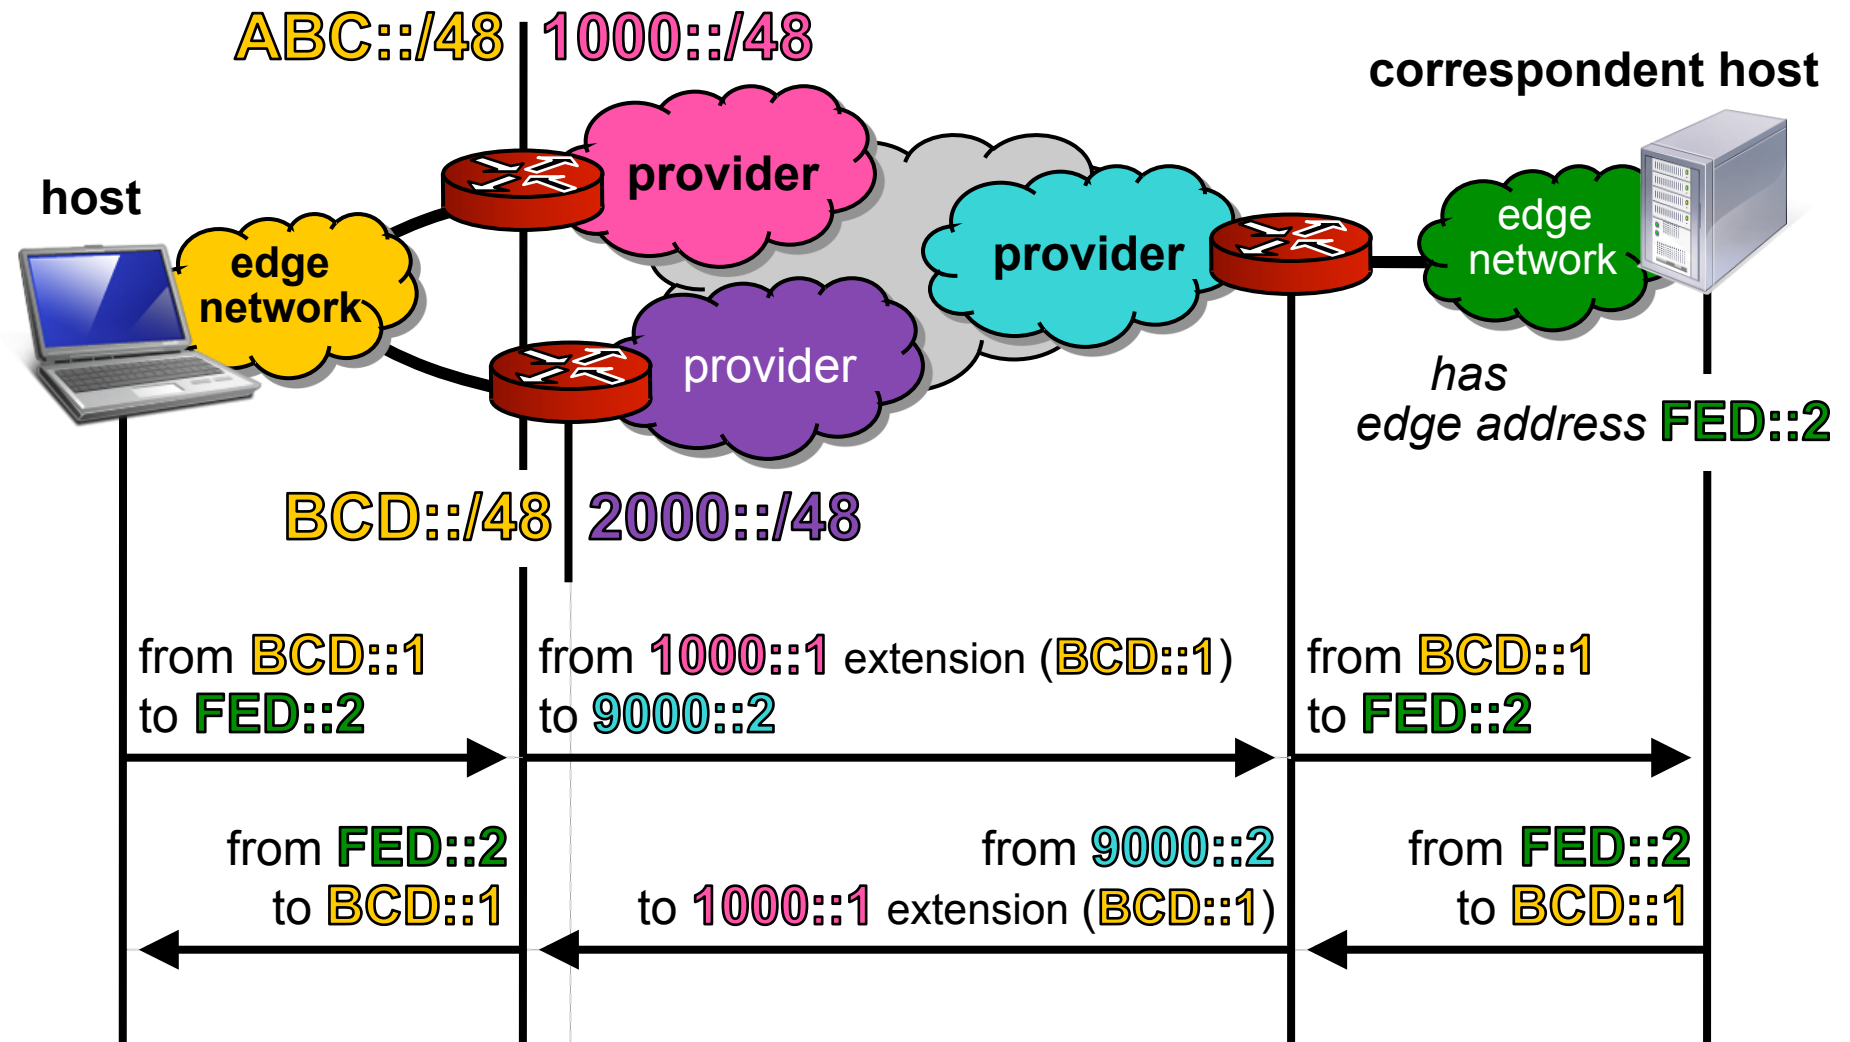 ABC::/48 1000::/48
correspondent host
host
provider
edge
network
provider
edge
network
provider
has
edge address FED::2
BCD::/48 2000::/48
from BCD::1
to FED::2
from 1000::1 extension (BCD::1)
to 9000::2
from BCD::1
to FED::2
from FED::2
to BCD::1
from 9000::2
to 1000::1 extension (BCD::1)
from FED::2
to BCD::1